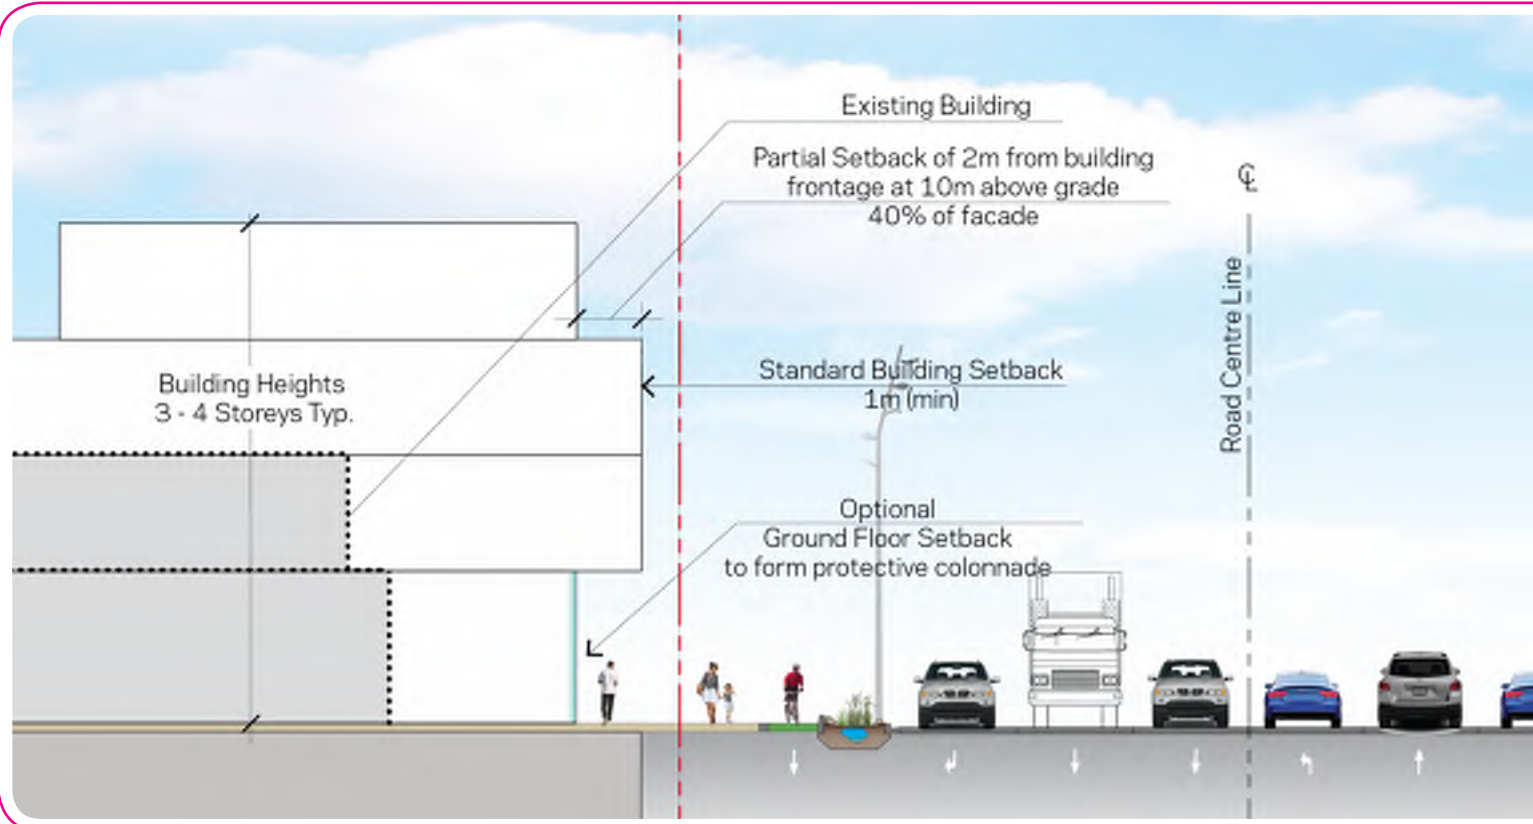 Existing Building
Partial Setback of 2m from building
frontage at 10m above grade
40% of facade
℄
Road Centre Line
Building Heights
3 - 4 Storeys Typ.
Standard Building Setback
1m (min)
Optional
Ground Floor Setback
to form protective colonnade